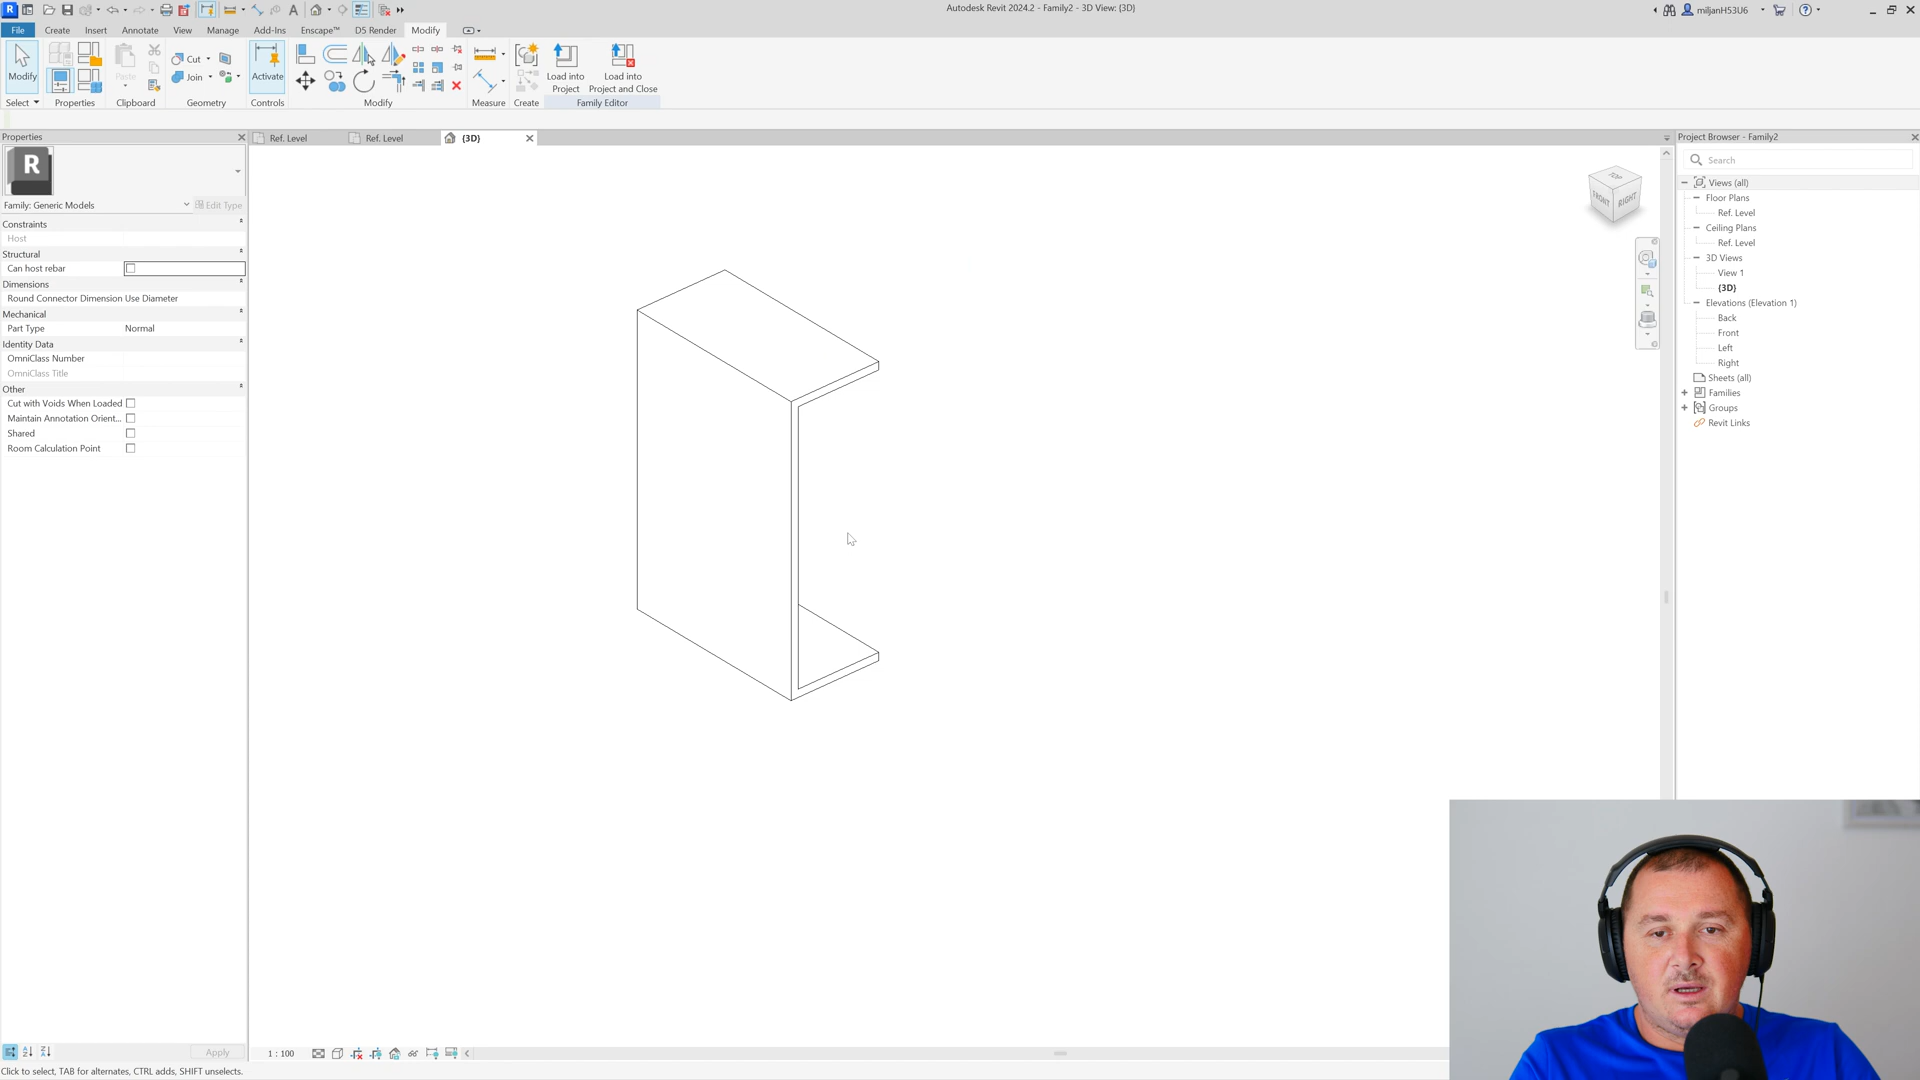 Autodesk Revit 2024.2 - Family2 - 3D View: {3D}
miljanH53U6
File Create Insert Annotate View Manage Add-Ins Enscape™ D5 Render Modify
Modify
Paste
Cut
Join
Activate
Load into
Project
Load into
Project and Close
Select Properties Clipboard Geometry Controls Modify Measure Create Family Editor
Properties
Ref. Level
Ref. Level
{3D}
Project Browser - Family2
R
Family: Generic Models
Edit Type
Constraints
Host
Structural
Can host rebar
Dimensions
Round Connector Dimension Use Diameter
Mechanical
Part Type Normal
Identity Data
OmniClass Number
OmniClass Title
Other
Cut with Voids When Loaded
Maintain Annotation Orient...
Shared
Room Calculation Point
TOP
FRONT
RIGHT
Search
Views (all)
Floor Plans
Ref. Level
Ceiling Plans
Ref. Level
3D Views
View 1
{3D}
Elevations (Elevation 1)
Back
Front
Left
Right
Sheets (all)
Families
Groups
Revit Links
Apply
1 : 100
Click to select, TAB for alternates, CTRL adds, SHIFT unselects.